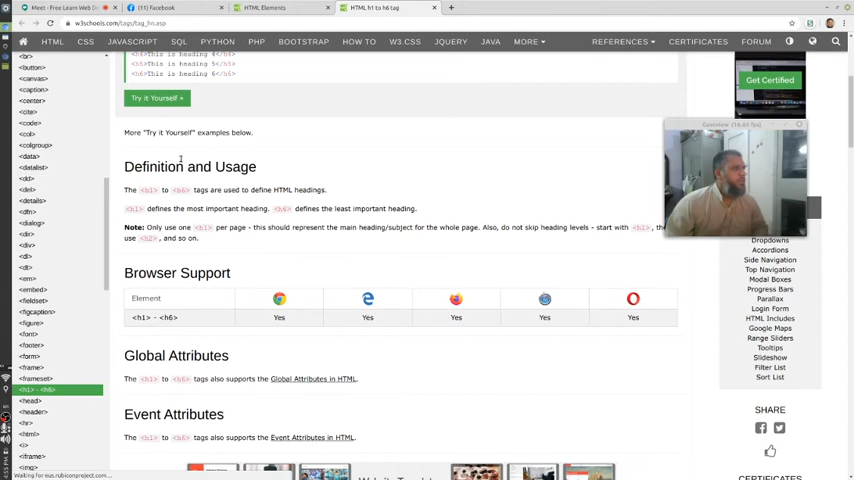 Meet - Free Learn Web D
Facebook
HTML Elements
HTML h1 to h6 tag
w3schools.com/tags/tag_hn.asp
HTML CSS JAVASCRIPT SQL PYTHON PHP BOOTSTRAP HOW TO W3.CSS JQUERY JAVA MORE REFERENCES CERTIFICATES FORUM
<br>
<button>
<canvas>
<caption>
<center>
<cite>
<code>
<col>
<colgroup>
<data>
<datalist>
<dd>
<del>
<details>
<dfn>
<dialog>
<dir>
<div>
<dl>
<dt>
<em>
<embed>
<fieldset>
<figcaption>
<figure>
<font>
<footer>
<form>
<frame>
<frameset>
<h1> - <h6>
<head>
<header>
<hr>
<html>
<i>
<iframe>
<img>
<h5>This is heading 5</h5>
<h6>This is heading 6</h6>
Try it Yourself »
More "Try it Yourself" examples below.
Definition and Usage
The <h1> to <h6> tags are used to define HTML headings.
<h1> defines the most important heading. <h6> defines the least important heading.
Note: Only use one <h1> per page - this should represent the main heading/subject for the whole page. Also, do not skip heading levels - start with <h1>, the
use <h2>, and so on.
Browser Support
Element
<h1> - <h6> Yes Yes Yes Yes Yes
Global Attributes
The <h1> to <h6> tags also supports the Global Attributes in HTML.
Event Attributes
The <h1> to <h6> tags also supports the Event Attributes in HTML.
Get Certified
Dropdowns
Accordions
Side Navigation
Top Navigation
Modal Boxes
Progress Bars
Parallax
Login Form
HTML Includes
Google Maps
Range Sliders
Tooltips
Slideshow
Filter List
Sort List
SHARE
CERTIFICATES
Waiting for eus.rubiconproject.com...